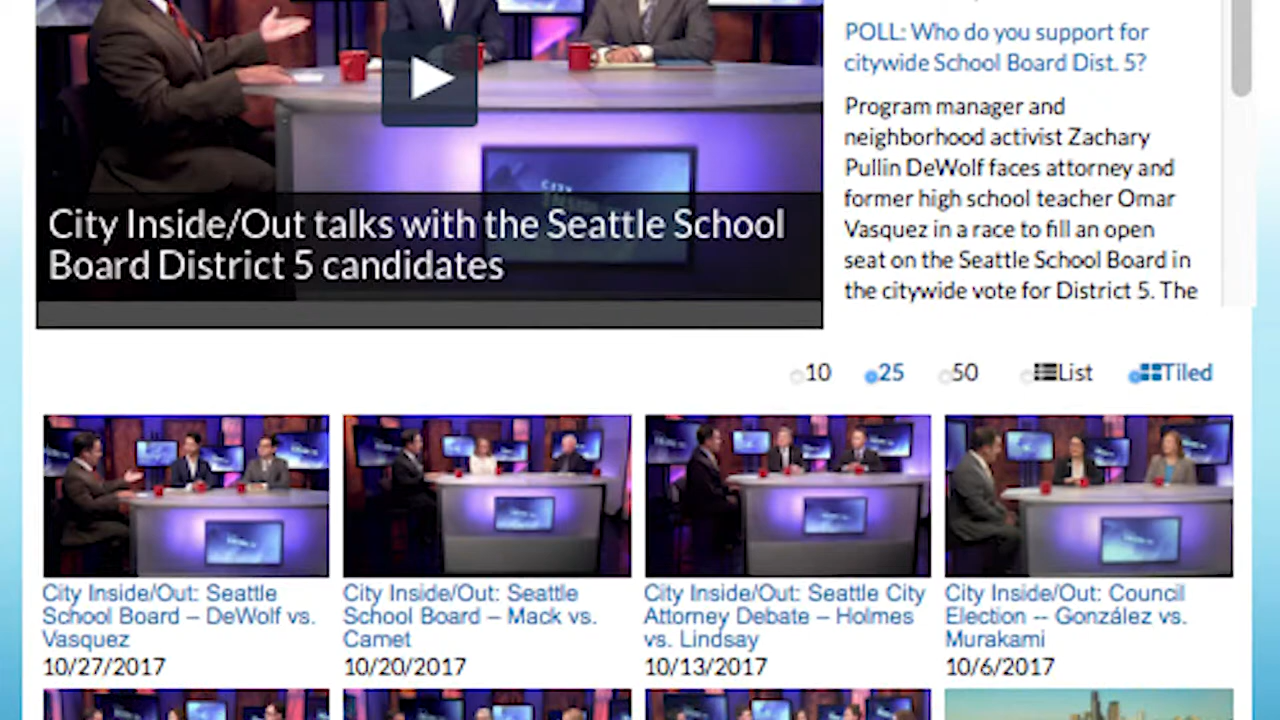 POLL: Who do you support for
citywide School Board Dist. 5?
Program manager and
neighborhood activist Zachary
Pullin DeWolf faces attorney and
former high school teacher Omar
Vasquez in a race to fill an open
seat on the Seattle School Board in
the citywide vote for District 5. The
City Inside/Out talks with the Seattle School
Board District 5 candidates
10 25 50 List Tiled
City Inside/Out: Seattle
School Board – DeWolf vs.
Vasquez
10/27/2017
City Inside/Out: Seattle
School Board – Mack vs.
Camet
10/20/2017
City Inside/Out: Seattle City
Attorney Debate – Holmes
vs. Lindsay
10/13/2017
City Inside/Out: Council
Election -- González vs.
Murakami
10/6/2017